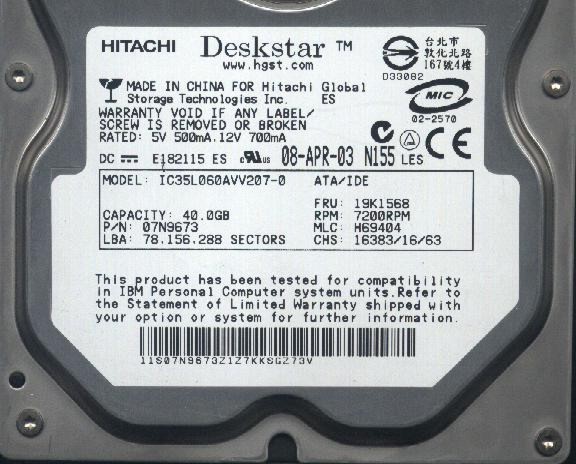 HITACHI Deskstar ™
www.hgst.com
台北市
敦化北路
167號4樓
D33082
MADE IN CHINA FOR Hitachi Global
Storage Technologies Inc. ES
MIC
02-2570
WARRANTY VOID IF ANY LABEL/
SCREW IS REMOVED OR BROKEN
RATED: 5V 500mA.12V 700mA
DC E182115 ES c UL us 08-APR-03 N155 LES CE
MODEL: IC35L060AVV207-0 ATA/IDE
FRU: 19K1568
CAPACITY: 40.0GB RPM: 7200RPM
P/N: 07N9673 MLC: H69404
LBA: 78.156.288 SECTORS CHS: 16383/16/63
This product has been tested for compatibility
in IBM Personal Computer system units.Refer to
the Statement of Limited Warranty shipped with
your option or system for further information.
11S07N9673Z1Z7KKSGZ73V